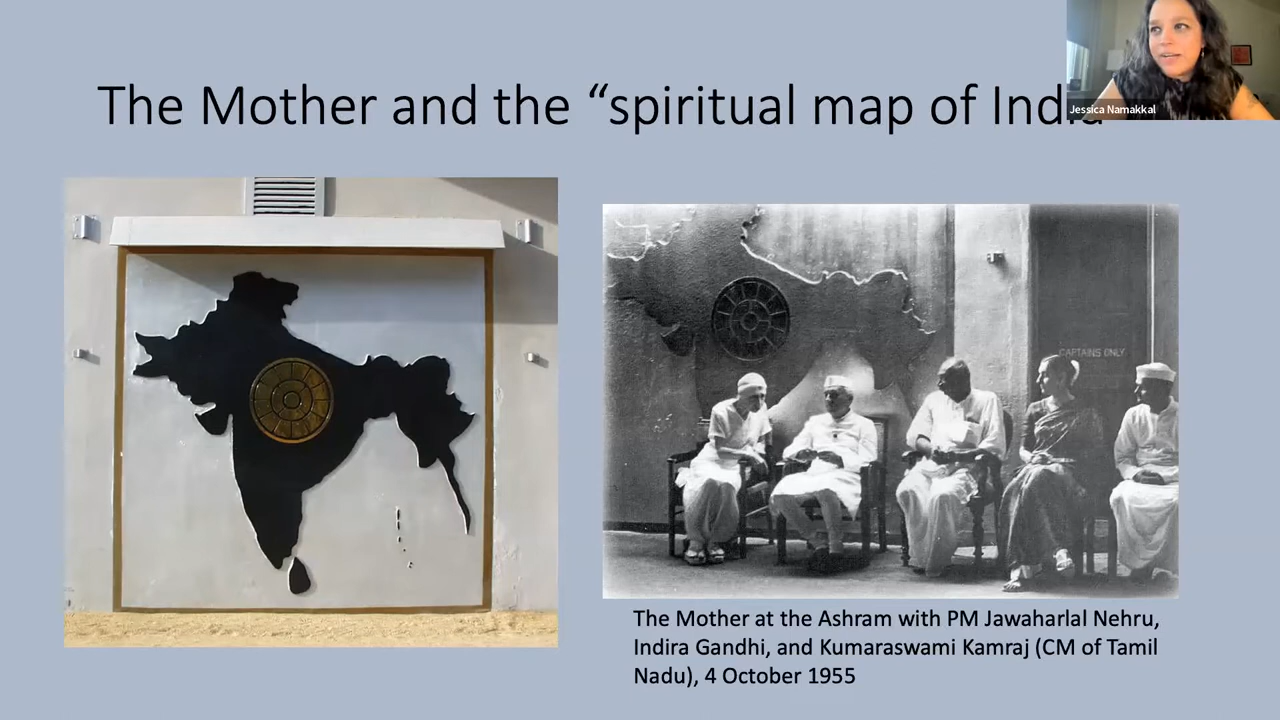 The Mother and the “spiritual map of India
Jessica Namakkal
CAPTAINS ONLY
The Mother at the Ashram with PM Jawaharlal Nehru,
Indira Gandhi, and Kumaraswami Kamraj (CM of Tamil
Nadu), 4 October 1955